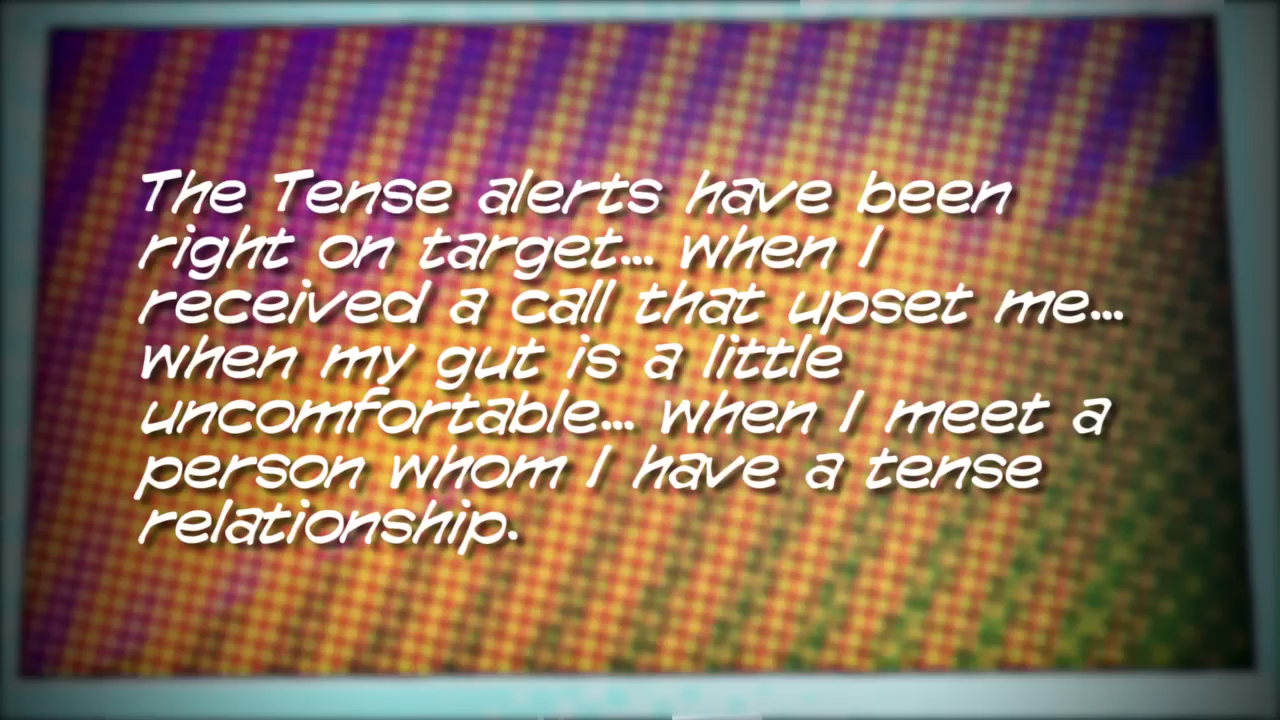 The Tense alerts have been
right on target... when I
received a call that upset me...
when my gut is a little
uncomfortable... when I meet a
person whom I have a tense
relationship.